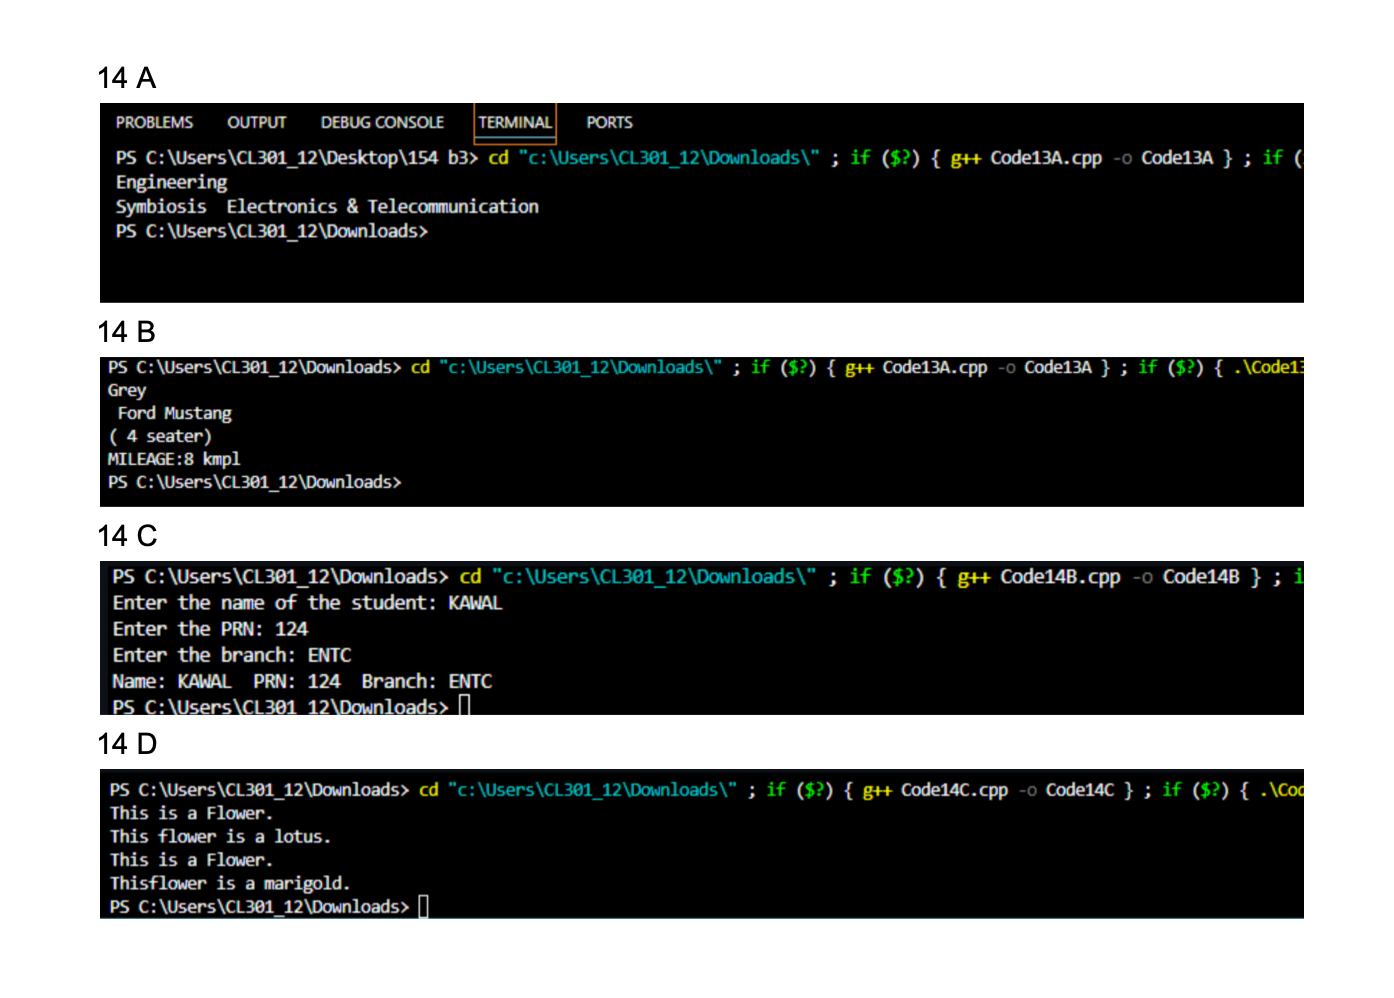 14 A
PROBLEMS OUTPUT DEBUG CONSOLE TERMINAL PORTS
PS C:\Users\CL301_12\Desktop\154 b3> cd "c:\Users\CL301_12\Downloads\" ; if ($?) { g++ Code13A.cpp -o Code13A } ; if (
Engineering
Symbiosis  Electronics & Telecommunication
PS C:\Users\CL301_12\Downloads>
14 B
PS C:\Users\CL301_12\Downloads> cd "c:\Users\CL301_12\Downloads\" ; if ($?) { g++ Code13A.cpp -o Code13A } ; if ($?) { .\Code13
Grey
 Ford Mustang
( 4 seater)
MILEAGE:8 kmpl
PS C:\Users\CL301_12\Downloads>
14 C
PS C:\Users\CL301_12\Downloads> cd "c:\Users\CL301_12\Downloads\" ; if ($?) { g++ Code14B.cpp -o Code14B } ; i
Enter the name of the student: KAWAL
Enter the PRN: 124
Enter the branch: ENTC
Name: KAWAL  PRN: 124  Branch: ENTC
PS C:\Users\CL301_12\Downloads>
14 D
PS C:\Users\CL301_12\Downloads> cd "c:\Users\CL301_12\Downloads\" ; if ($?) { g++ Code14C.cpp -o Code14C } ; if ($?) { .\Coo
This is a Flower.
This flower is a lotus.
This is a Flower.
Thisflower is a marigold.
PS C:\Users\CL301_12\Downloads>